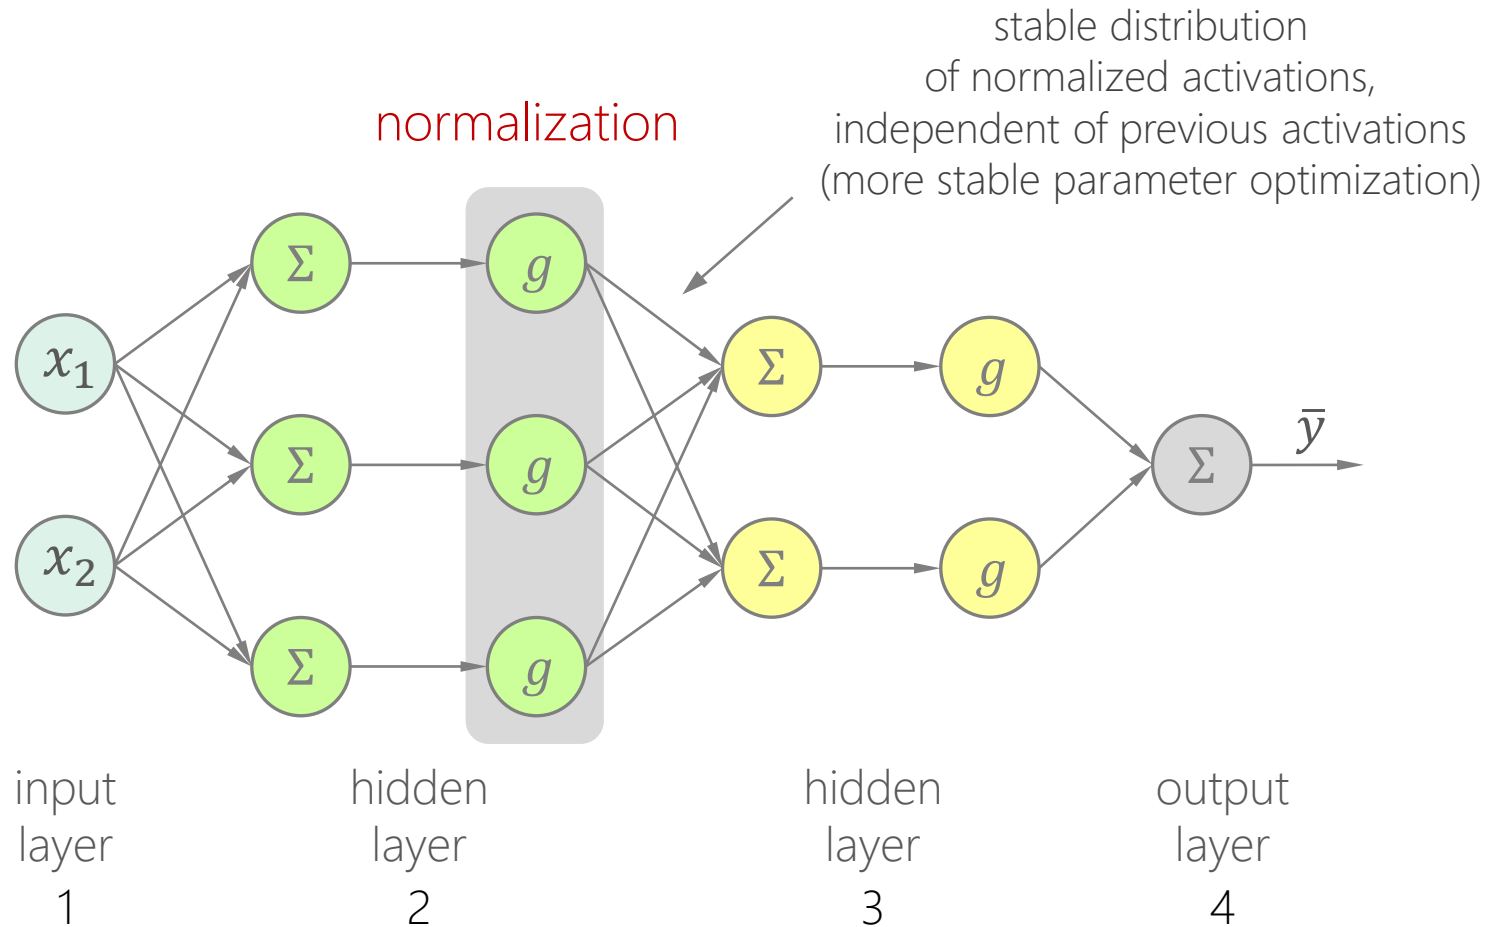 stable distribution
of normalized activations,
independent of previous activations
(more stable parameter optimization)
normalization
Σ
g
x₁
Σ
g
ȳ
Σ
g
Σ
x₂
Σ
g
Σ
g
input
layer
1
hidden
layer
2
hidden
layer
3
output
layer
4